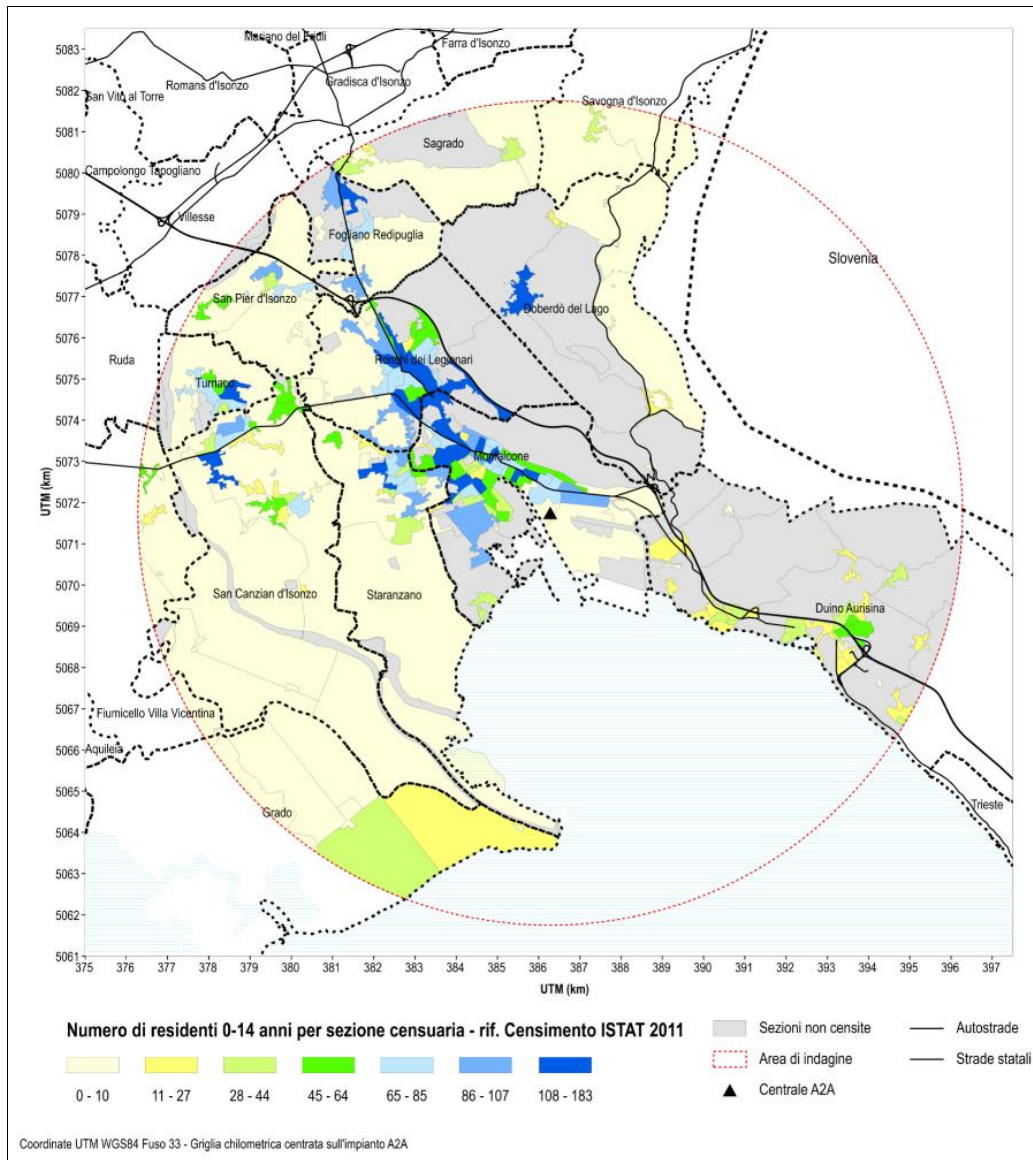 5083
5082
5081
5080
5079
5078
5077
5076
5075
5074
5073
5072
5071
5070
5069
5068
5067
5066
5065
5064
5063
5062
5061
UTM (km)
Mariano del Friuli
Farra d'Isonzo
Romans d'Isonzo
Gradisca d'Isonzo
San Vito al Torre
Savogna d'Isonzo
Sagrado
Campolongo Tapogliano
Villesse
Fogliano Redipuglia
Slovenia
San Pier d'Isonzo
Doberdò del Lago
Ruda
Ronchi dei Legionari
Turriaco
Monfalcone
San Canzian d'Isonzo
Staranzano
Duino Aurisina
Fiumicello Villa Vicentina
Aquileia
Grado
Trieste
375 376 377 378 379 380 381 382 383 384 385 386 387 388 389 390 391 392 393 394 395 396 397
UTM (km)
Numero di residenti 0-14 anni per sezione censuaria - rif. Censimento ISTAT 2011
0 - 10
11 - 27
28 - 44
45 - 64
65 - 85
86 - 107
108 - 183
Sezioni non censite
Autostrade
Area di indagine
Strade statali
Centrale A2A
Coordinate UTM WGS84 Fuso 33 - Griglia chilometrica centrata sull'impianto A2A